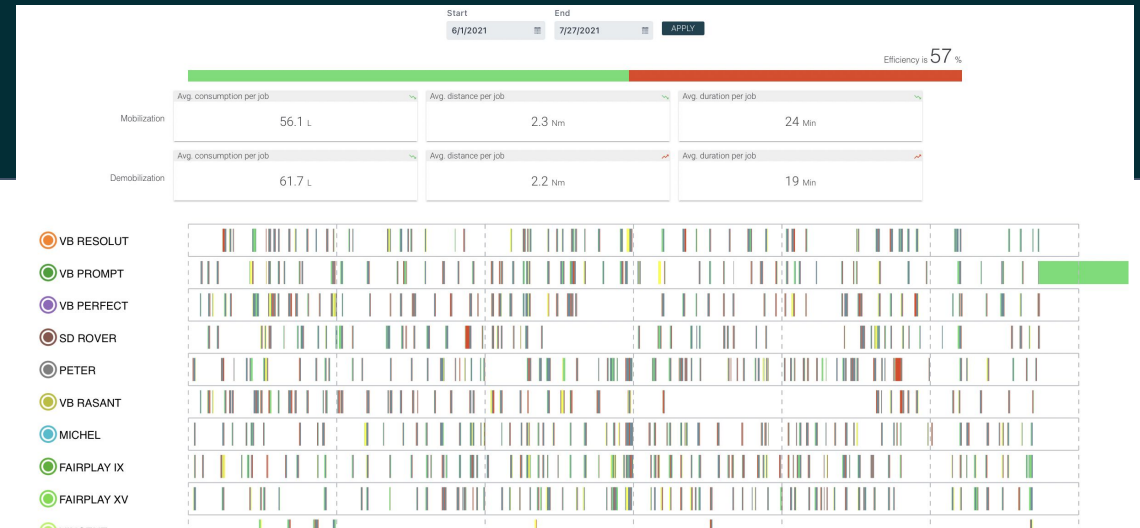 Start End
6/1/2021 7/27/2021 APPLY
Efficiency is 57 %
Avg. consumption per job Avg. distance per job Avg. duration per job
Mobilization 56.1 L 2.3 Nm 24 Min
Avg. consumption per job Avg. distance per job Avg. duration per job
Demobilization 61.7 L 2.2 Nm 19 Min
VB RESOLUT
VB PROMPT
VB PERFECT
SD ROVER
PETER
VB RASANT
MICHEL
FAIRPLAY IX
FAIRPLAY XV